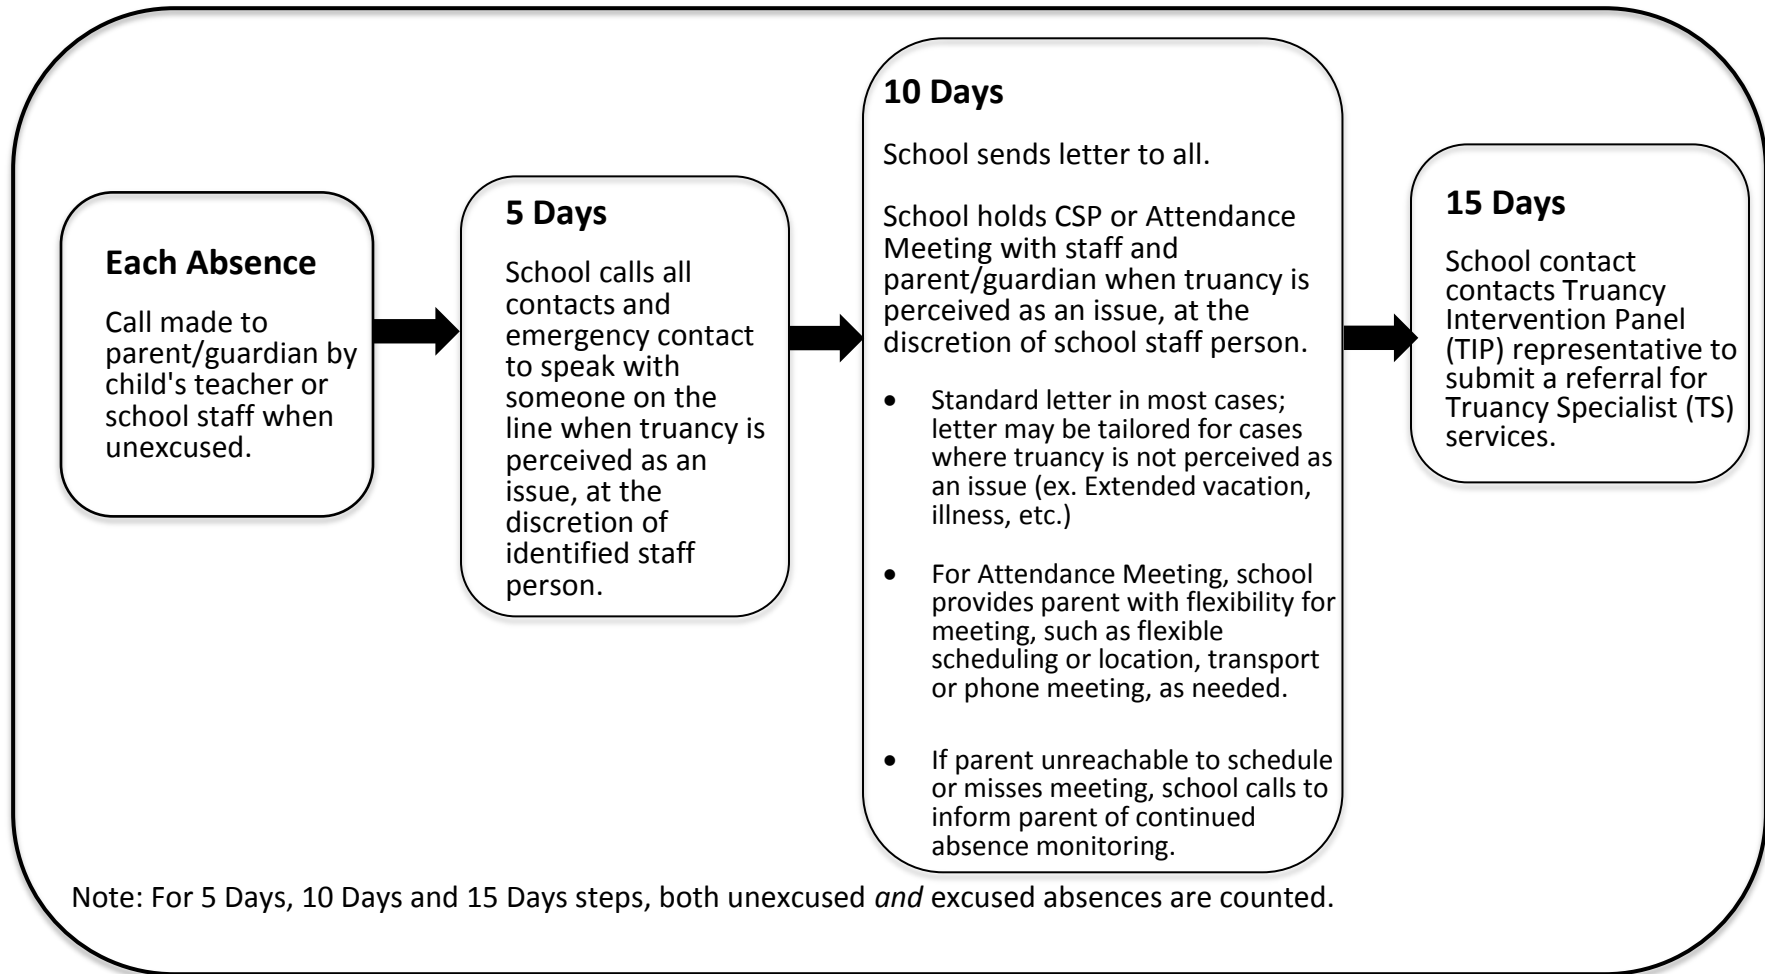 Each Absence
Call made to
parent/guardian by
child's teacher or
school staff when
unexcused.
5 Days
School calls all
contacts and
emergency contact
to speak with
someone on the
line when truancy is
perceived as an
issue, at the
discretion of
identified staff
person.
10 Days
School sends letter to all.
School holds CSP or Attendance
Meeting with staff and
parent/guardian when truancy is
perceived as an issue, at the
discretion of school staff person.
• Standard letter in most cases;
letter may be tailored for cases
where truancy is not perceived as
an issue (ex. Extended vacation,
illness, etc.)
• For Attendance Meeting, school
provides parent with flexibility for
meeting, such as flexible
scheduling or location, transport
or phone meeting, as needed.
• If parent unreachable to schedule
or misses meeting, school calls to
inform parent of continued
absence monitoring.
15 Days
School contact
contacts Truancy
Intervention Panel
(TIP) representative to
submit a referral for
Truancy Specialist (TS)
services.
Note: For 5 Days, 10 Days and 15 Days steps, both unexcused and excused absences are counted.